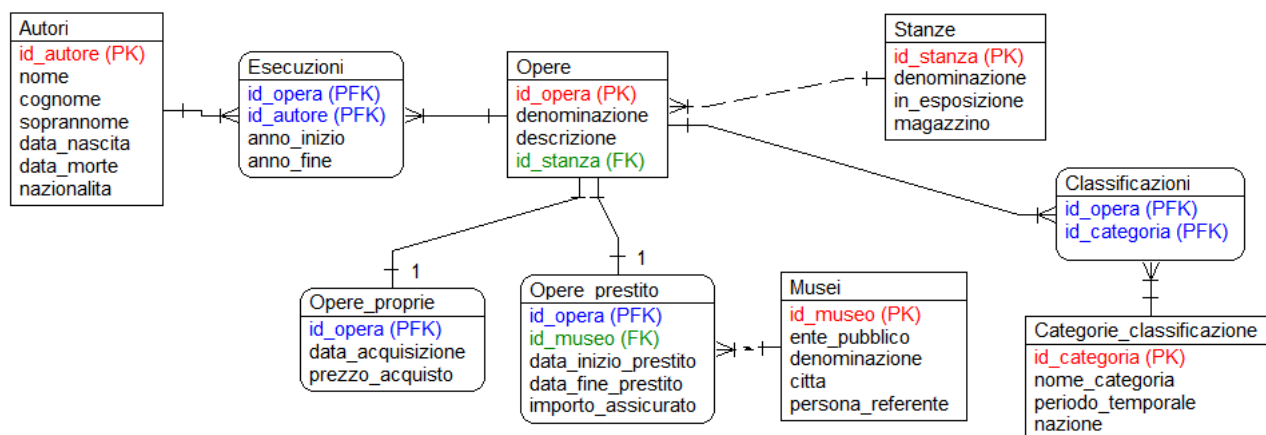 Autori
id_autore (PK)
nome
cognome
soprannome
data_nascita
data_morte
nazionalita
Esecuzioni
id_opera (PFK)
id_autore (PFK)
anno_inizio
anno_fine
Opere
id_opera (PK)
denominazione
descrizione
id_stanza (FK)
Stanze
id_stanza (PK)
denominazione
in_esposizione
magazzino
Classificazioni
id_opera (PFK)
id_categoria (PFK)
1
1
Opere_proprie
id_opera (PFK)
data_acquisizione
prezzo_acquisto
Opere_prestito
id_opera (PFK)
id_museo (FK)
data_inizio_prestito
data_fine_prestito
importo_assicurato
Musei
id_museo (PK)
ente_pubblico
denominazione
citta
persona_referente
Categorie_classificazione
id_categoria (PK)
nome_categoria
periodo_temporale
nazione